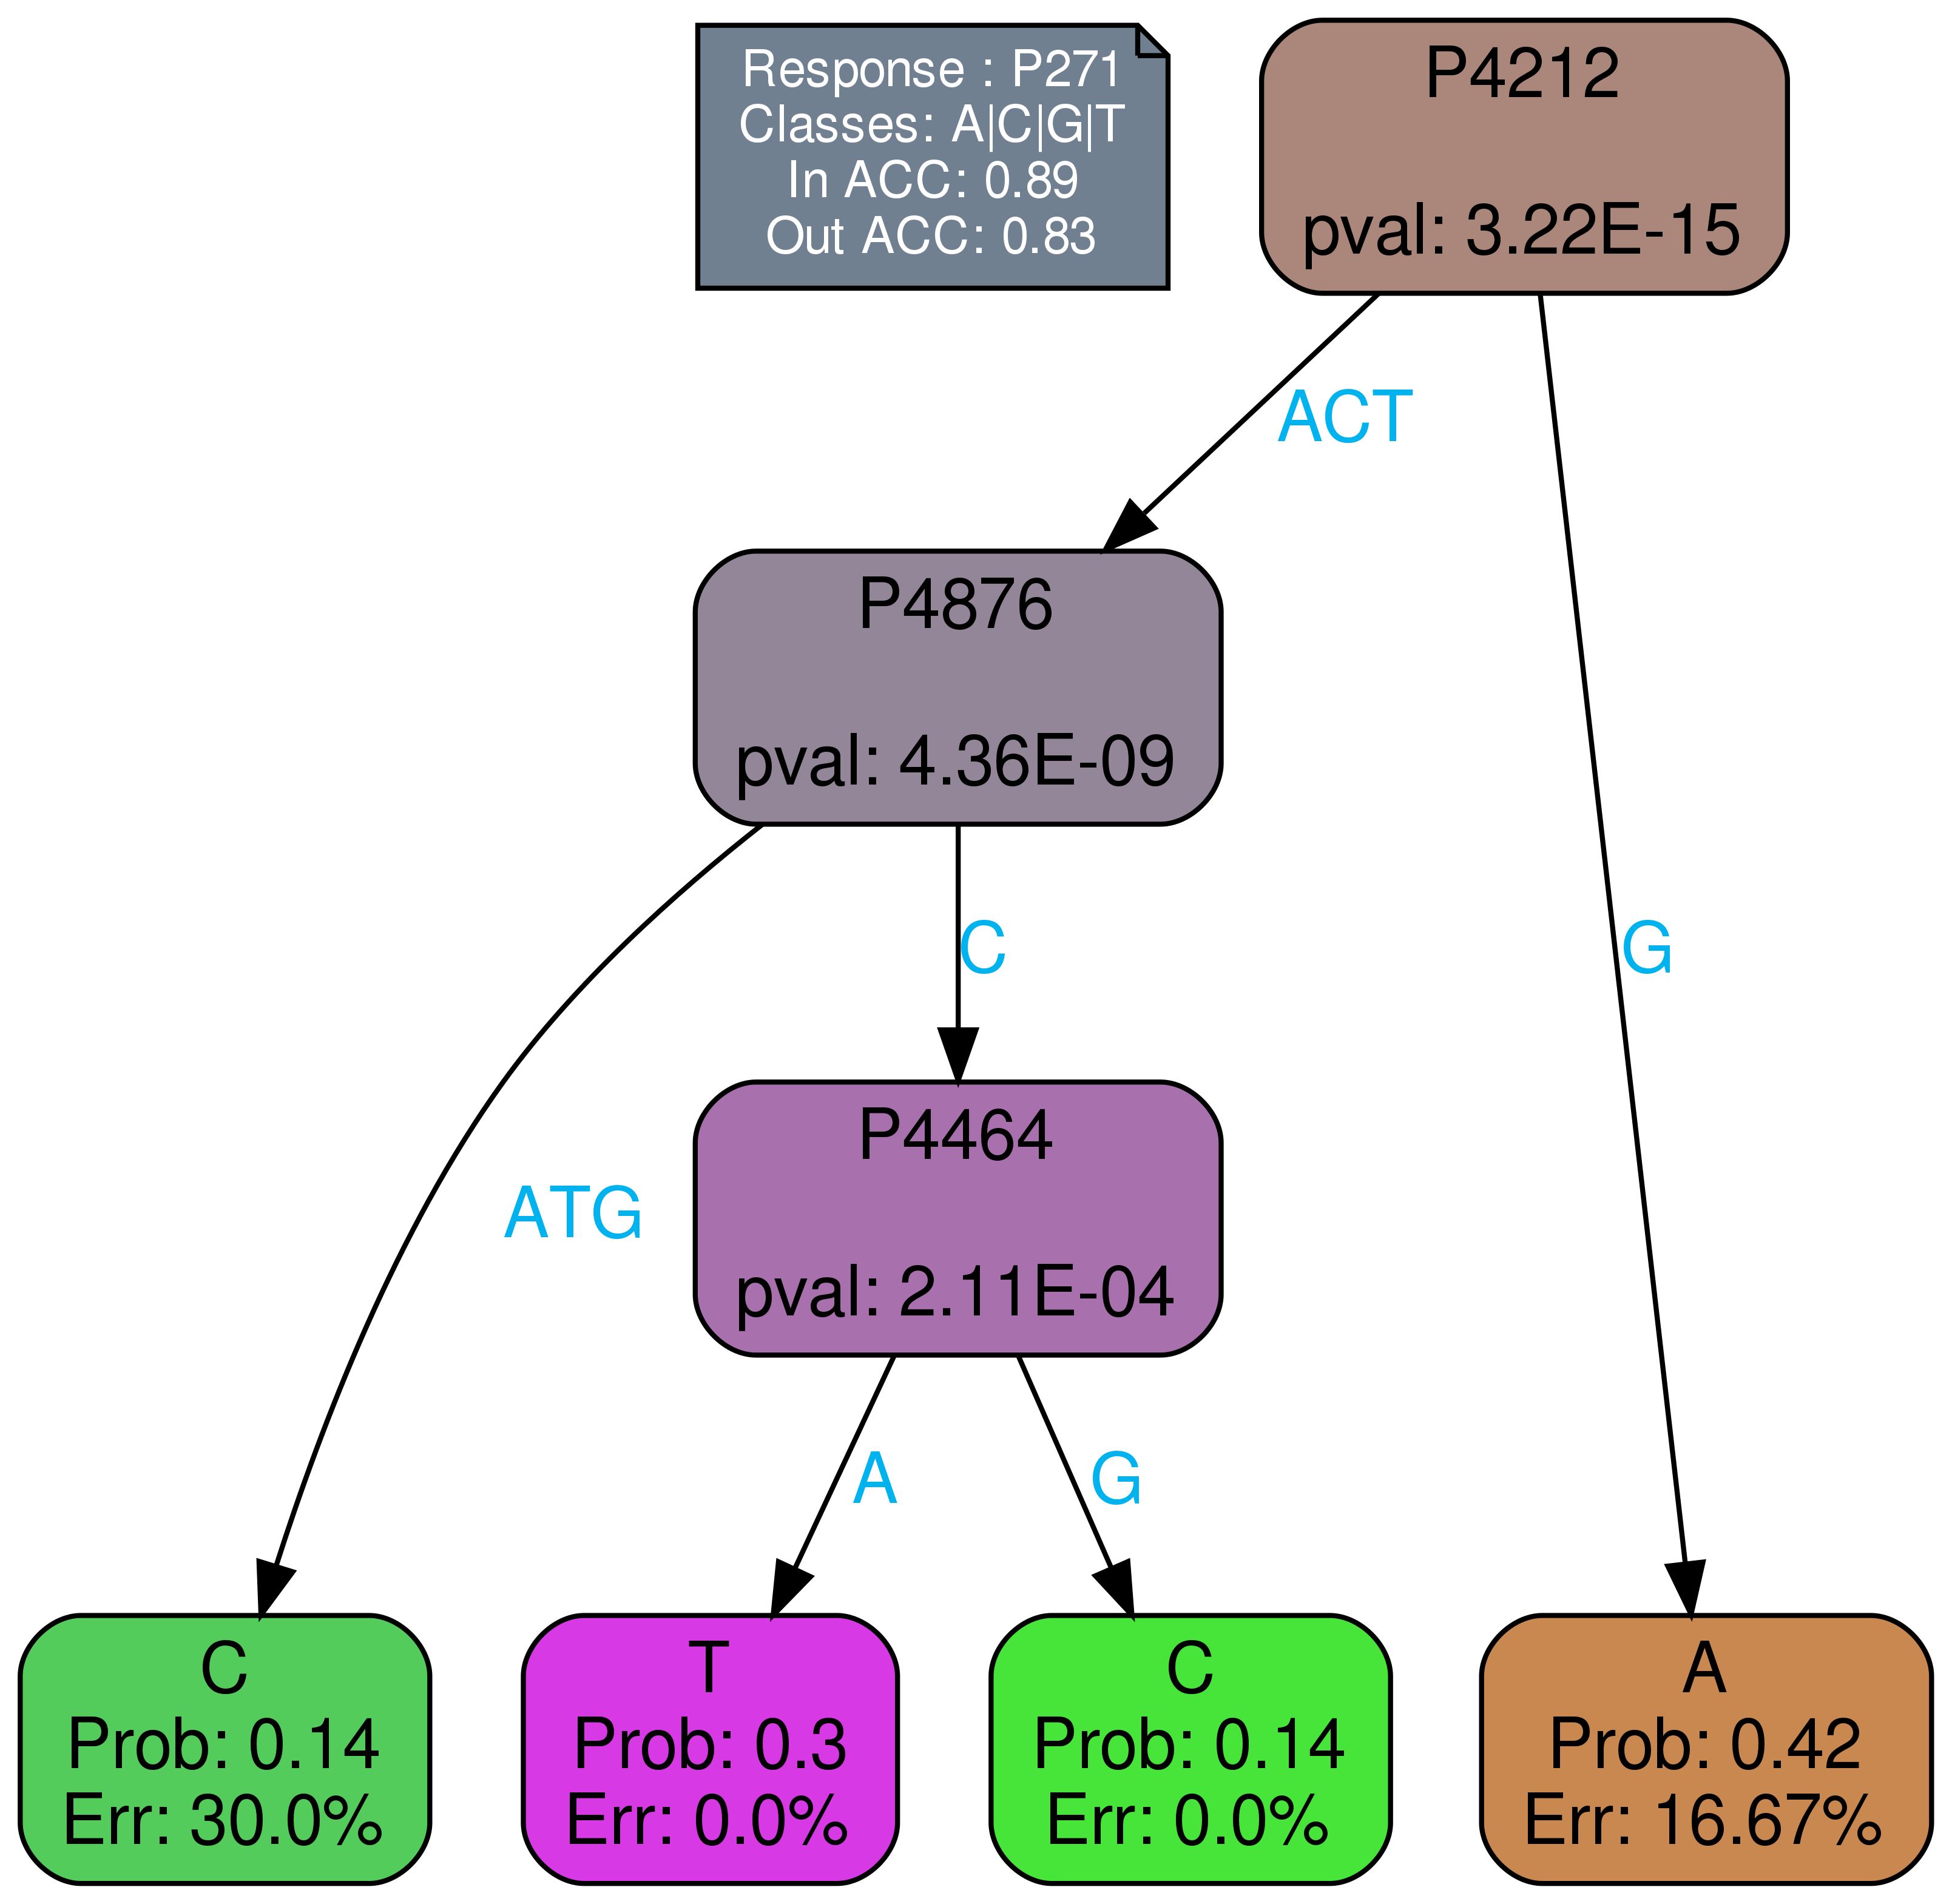 Response : P271
Classes: A|C|G|T
In ACC: 0.89
Out ACC: 0.83
P4212
pval: 3.22E-15
ACT
P4876
pval: 4.36E-09
C
G
P4464
ATG
pval: 2.11E-04
A
G
C
Prob: 0.14
Err: 30.0%
T
Prob: 0.3
Err: 0.0%
C
Prob: 0.14
Err: 0.0%
A
Prob: 0.42
Err: 16.67%